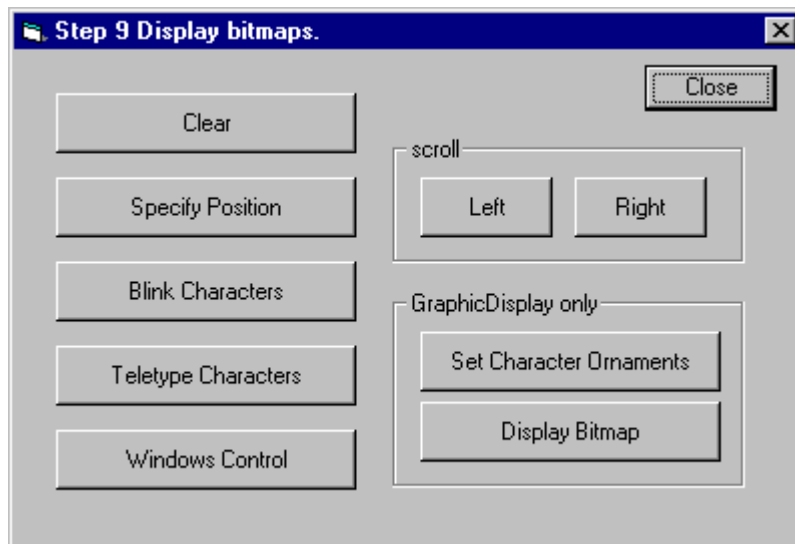 Step 9 Display bitmaps.
Close
Clear
Specify Position
Blink Characters
Teletype Characters
Windows Control
scroll
Left
Right
GraphicDisplay only
Set Character Ornaments
Display Bitmap